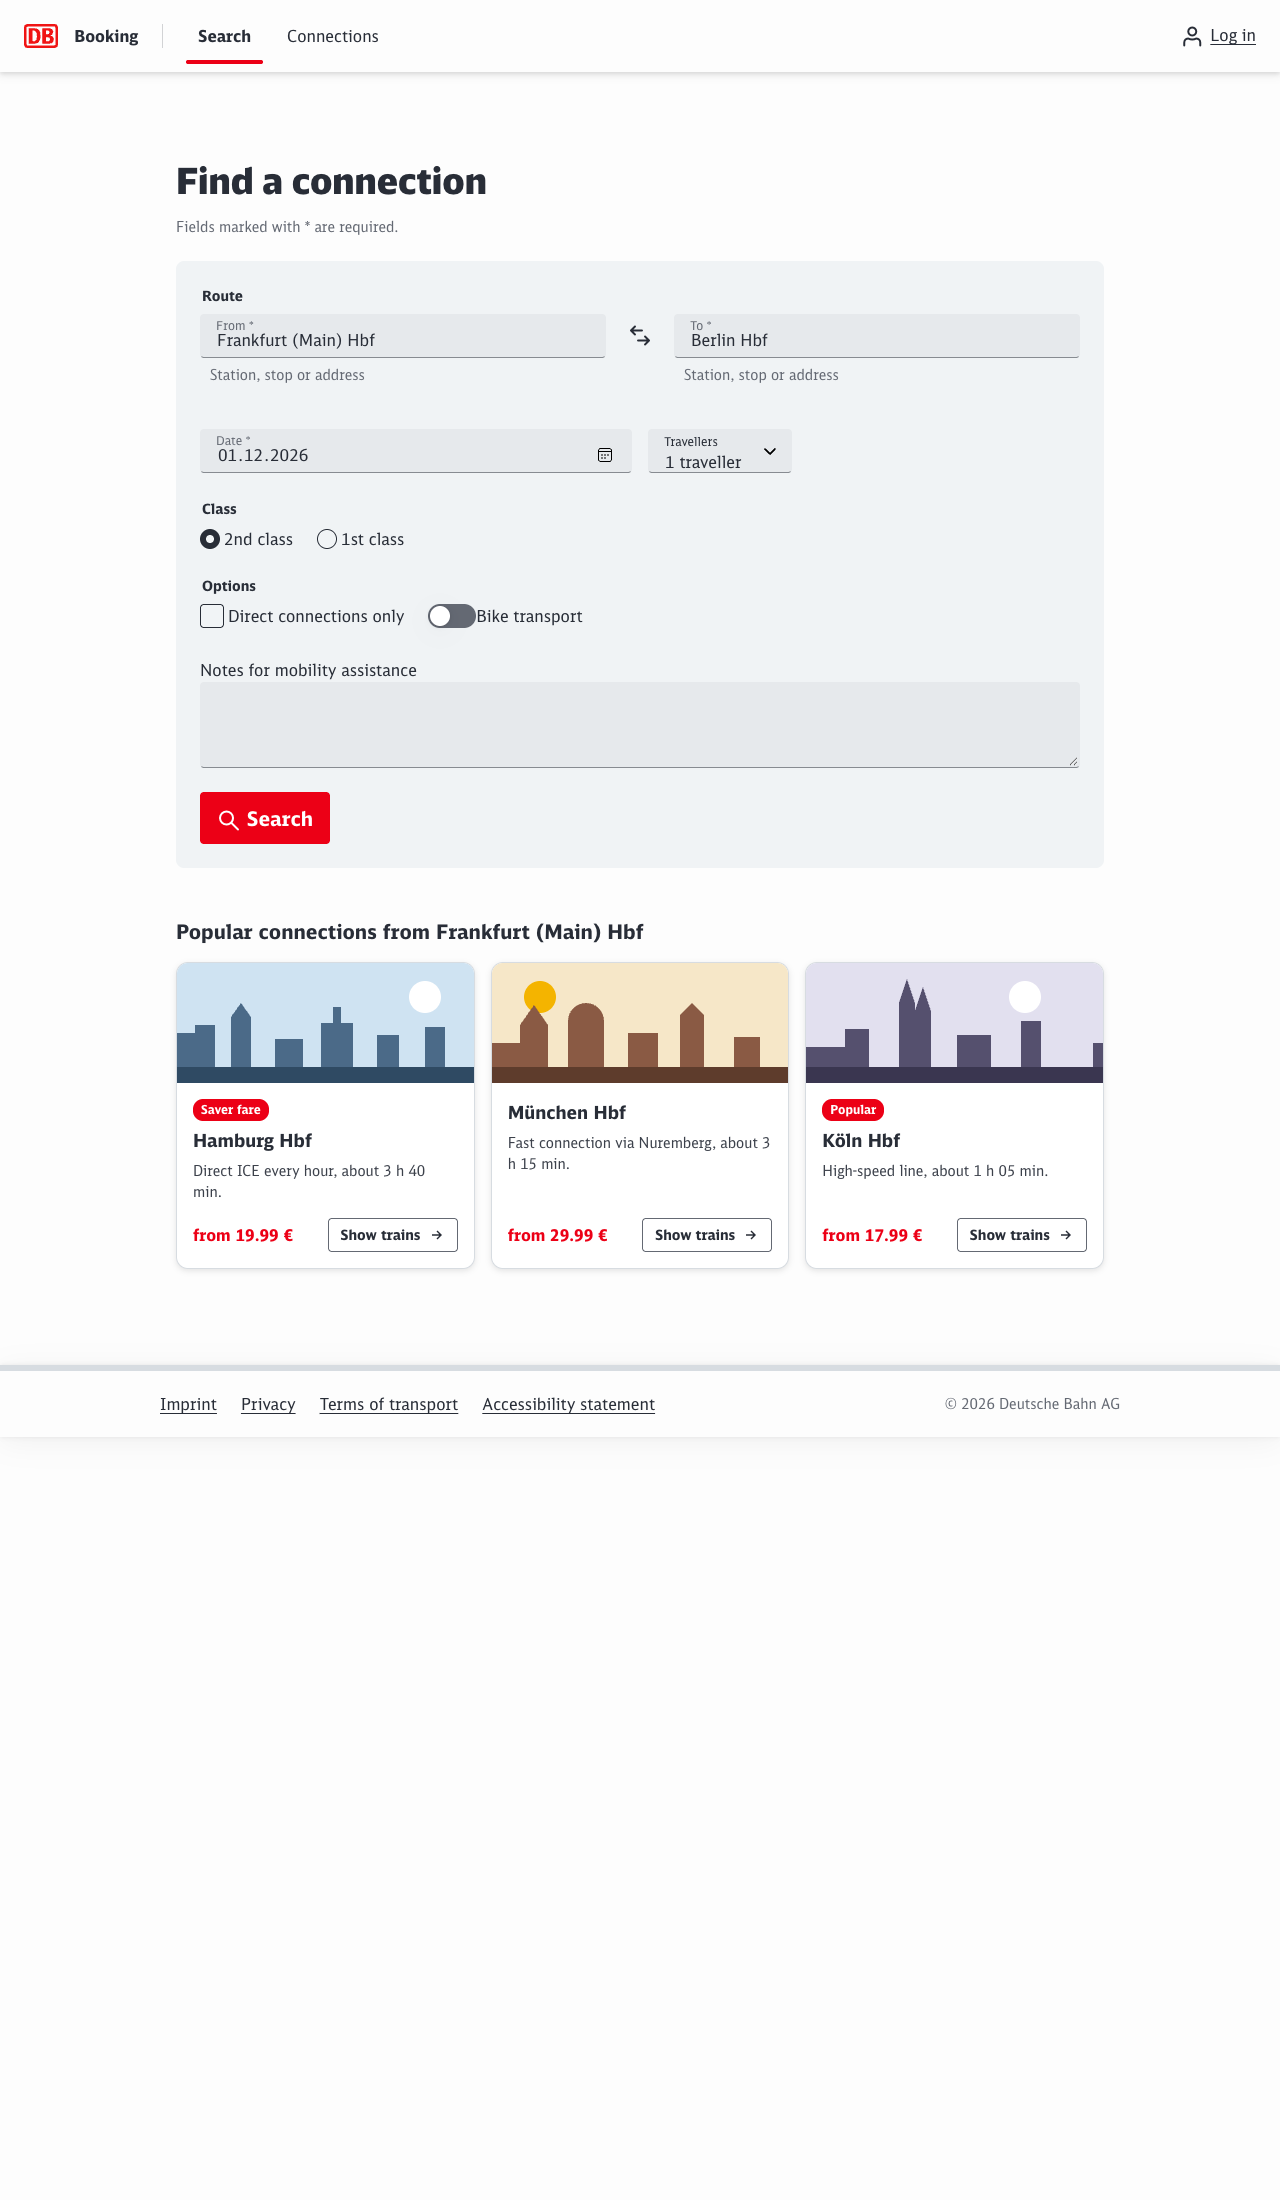 DB Booking Search Connections Log in
Find a connection
Fields marked with * are required.
Route
From *
Frankfurt (Main) Hbf
Station, stop or address
To *
Berlin Hbf
Station, stop or address
Date *
01.12.2026
Travellers
1 traveller
Class
2nd class 1st class
Options
Direct connections only Bike transport
Notes for mobility assistance
Search
Popular connections from Frankfurt (Main) Hbf
Saver fare
Hamburg Hbf
Direct ICE every hour, about 3 h 40
min.
from 19.99 € Show trains
München Hbf
Fast connection via Nuremberg, about 3
h 15 min.
from 29.99 € Show trains
Popular
Köln Hbf
High-speed line, about 1 h 05 min.
from 17.99 € Show trains
Imprint Privacy Terms of transport Accessibility statement © 2026 Deutsche Bahn AG